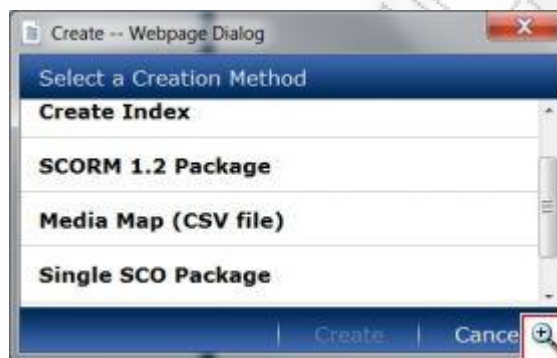 Create -- Webpage Dialog
Select a Creation Method
Create Index
SCORM 1.2 Package
Media Map (CSV file)
Single SCO Package
Create
Cance